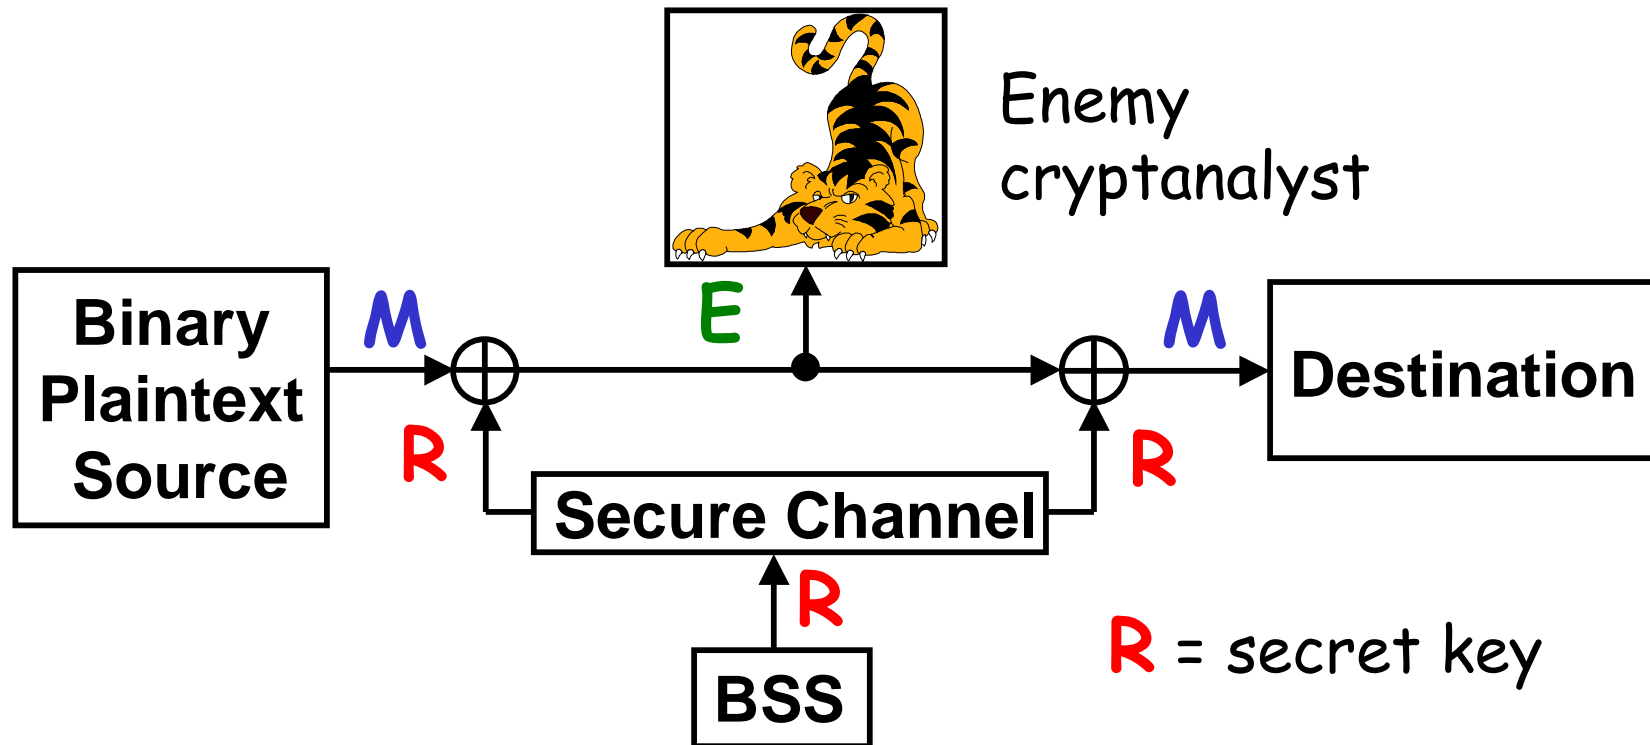 Enemy
cryptanalyst
Binary
Plaintext
Source
M
E
M
Destination
R
R
Secure Channel
R
R = secret key
BSS